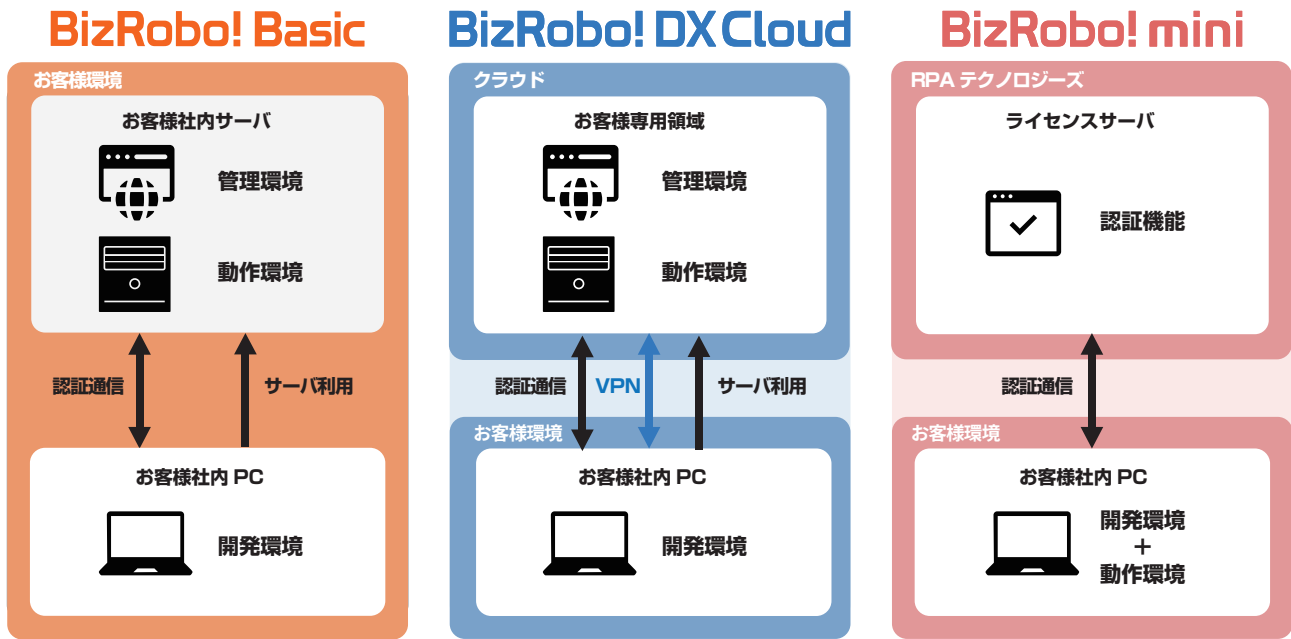 BizRobo! Basic
お客様環境
お客様社内サーバ
管理環境
動作環境
認証通信
サーバ利用
お客様社内 PC
開発環境
BizRobo! DX Cloud
クラウド
お客様専用領域
管理環境
動作環境
認証通信
VPN
サーバ利用
お客様環境
お客様社内 PC
開発環境
BizRobo! mini
RPA テクノロジーズ
ライセンスサーバ
認証機能
認証通信
お客様環境
お客様社内 PC
開発環境
+
動作環境